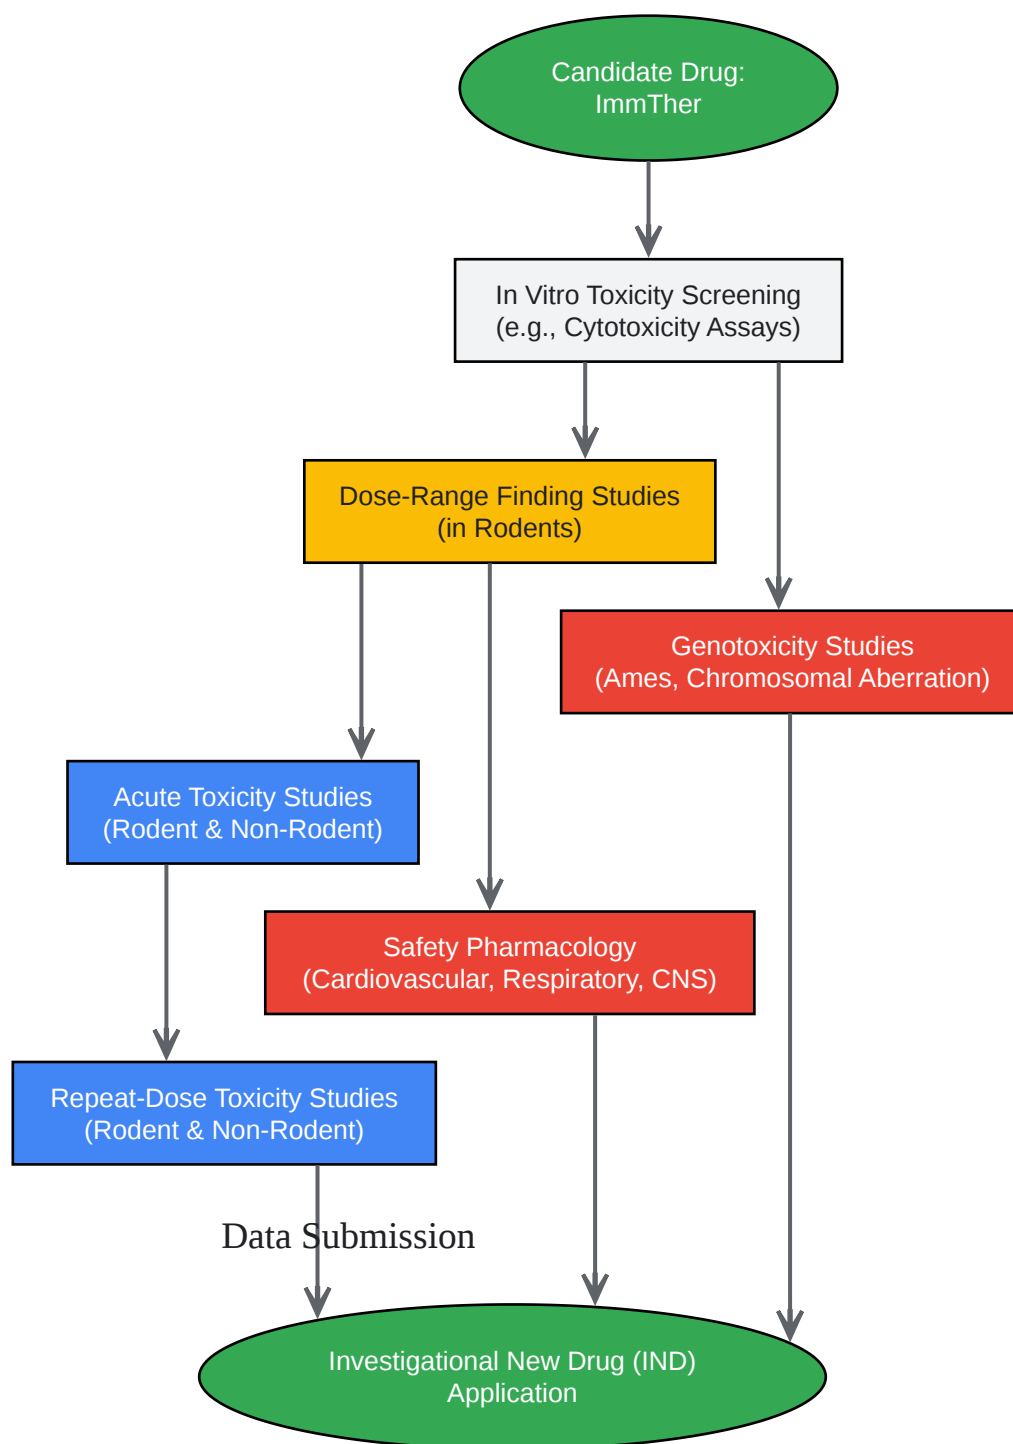 Candidate Drug:
ImmTher
In Vitro Toxicity Screening
(e.g., Cytotoxicity Assays)
Dose-Range Finding Studies
(in Rodents)
Genotoxicity Studies
(Ames, Chromosomal Aberration)
Acute Toxicity Studies
(Rodent & Non-Rodent)
Safety Pharmacology
(Cardiovascular, Respiratory, CNS)
Repeat-Dose Toxicity Studies
(Rodent & Non-Rodent)
Data Submission
Investigational New Drug (IND)
Application